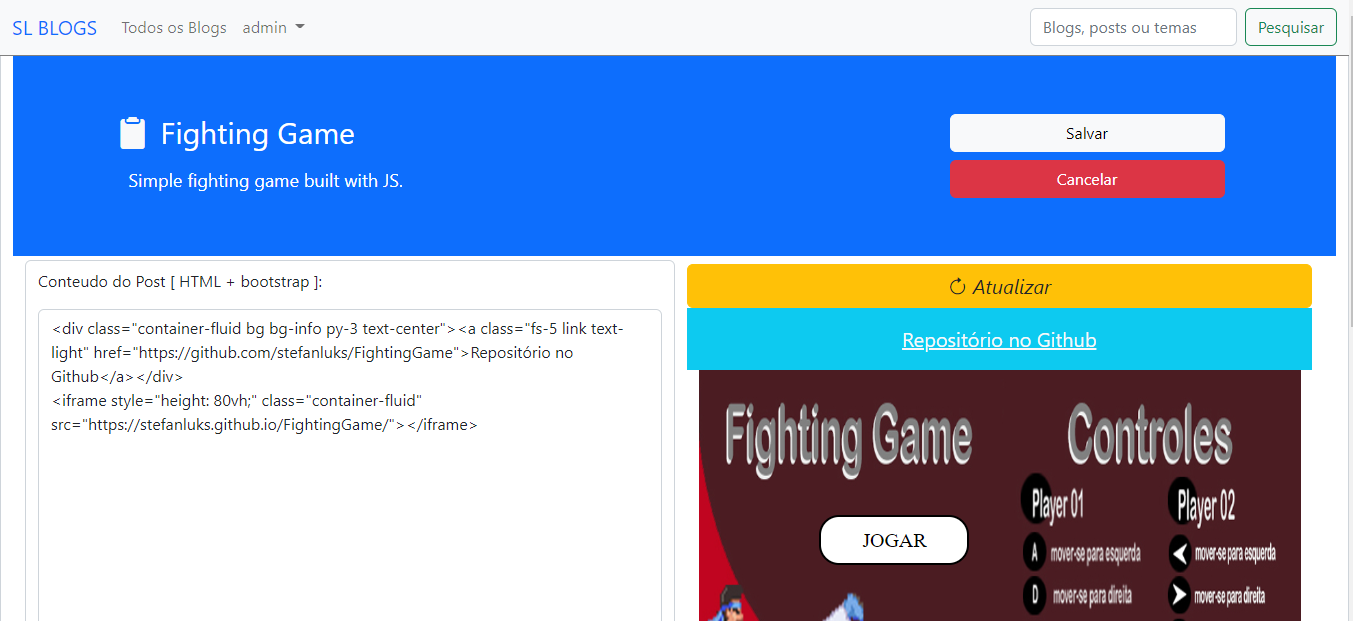 SL BLOGS Todos os Blogs admin Blogs, posts ou temas Pesquisar
Fighting Game
Simple fighting game built with JS.
Salvar
Cancelar
Conteudo do Post [ HTML + bootstrap ]:
<div class="container-fluid bg bg-info py-3 text-center"><a class="fs-5 link text-
light" href="https://github.com/stefanluks/FightingGame">Repositório no
Github</a></div>
<iframe style="height: 80vh;" class="container-fluid"
src="https://stefanluks.github.io/FightingGame/"></iframe>
Atualizar
Repositório no Github
Fighting Game
JOGAR
Controles
Player 01
A mover-se para esquerda
D mover-se para direita
Player 02
mover-se para esquerda
mover-se para direita